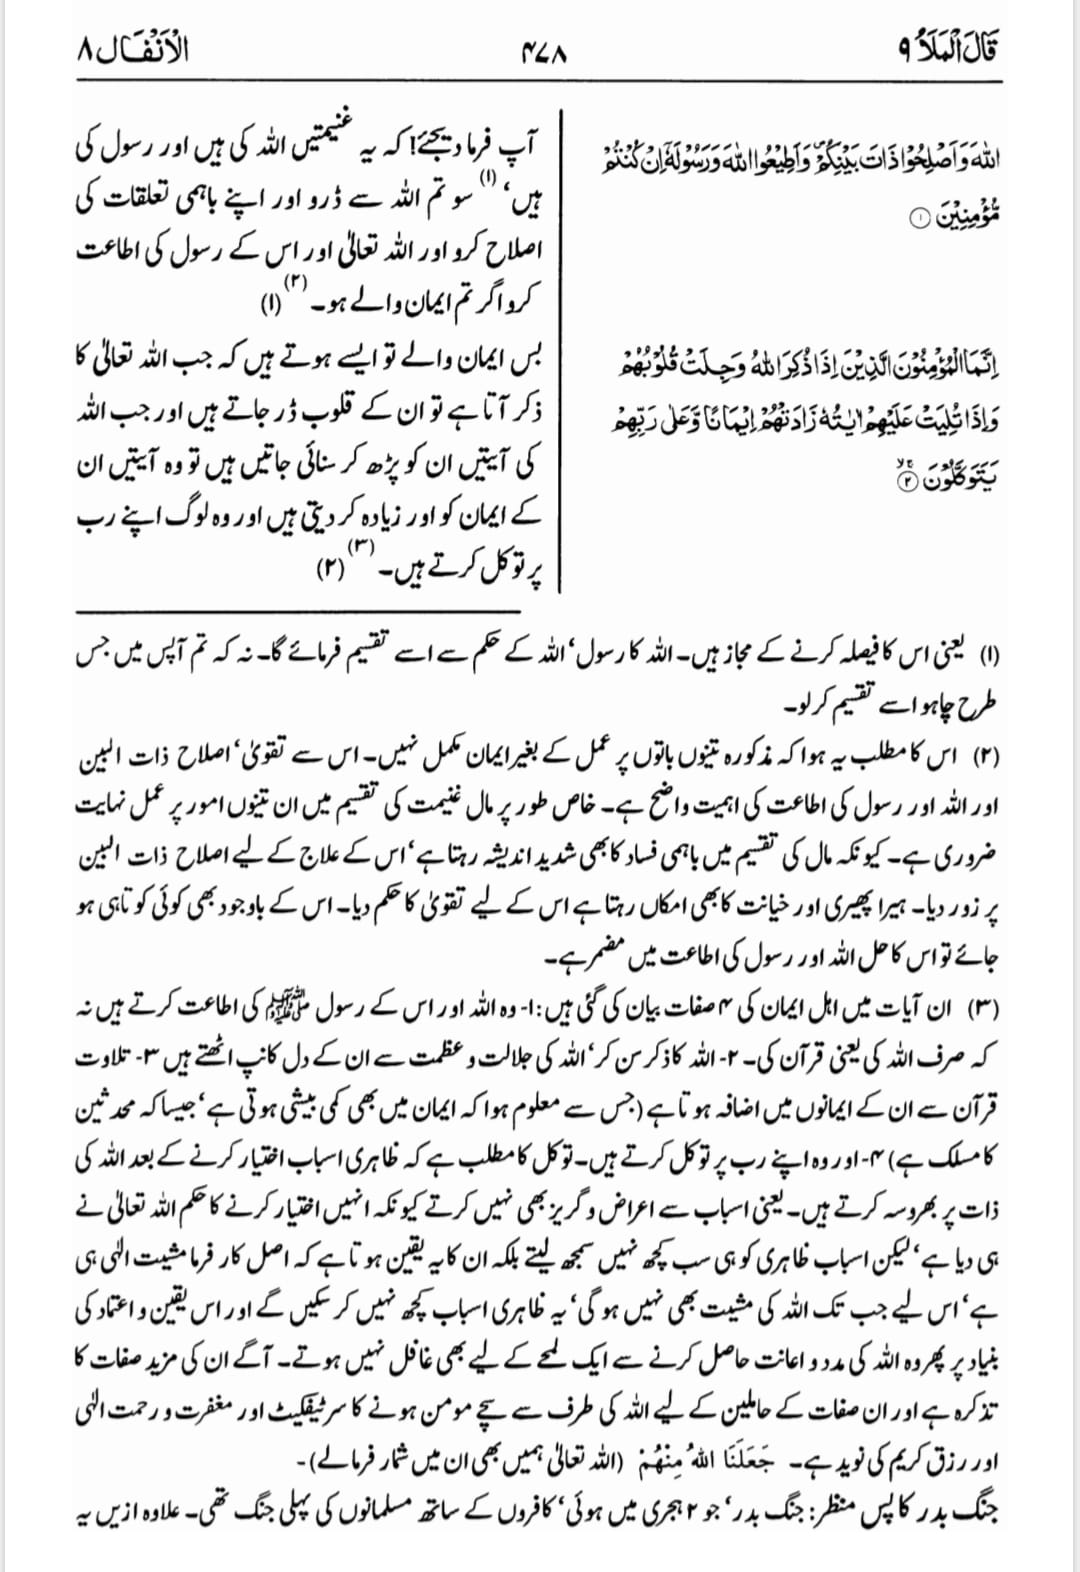 قَالَ الْمَلَأُ ٩
٤٧٨
الْاَنْفَال ٨
اللّٰهَ وَاَصْلِحُوْا ذَاتَ بَيْنِكُمْ ۖ وَاَطِيْعُوا اللّٰهَ وَرَسُوْلَهٗٓ اِنْ كُنْتُمْ
مُّؤْمِنِيْنَ ①
اِنَّمَا الْمُؤْمِنُوْنَ الَّذِيْنَ اِذَا ذُكِرَ اللّٰهُ وَجِلَتْ قُلُوْبُهُمْ
وَاِذَا تُلِيَتْ عَلَيْهِمْ اٰيٰتُهٗ زَادَتْهُمْ اِيْمَانًا وَّعَلٰى رَبِّهِمْ
يَتَوَكَّلُوْنَ ②
آپ فرما دیجئے! کہ یہ غنیمتیں اللہ کی ہیں اور رسول کی
ہیں،(۱) سو تم اللہ سے ڈرو اور اپنے باہمی تعلقات کی
اصلاح کرو اور اللہ تعالیٰ اور اس کے رسول کی اطاعت
کرو اگر تم ایمان والے ہو۔(۲) (۱)
بس ایمان والے تو ایسے ہوتے ہیں کہ جب اللہ تعالیٰ کا
ذکر آتا ہے تو ان کے قلوب ڈر جاتے ہیں اور جب اللہ
کی آیتیں ان کو پڑھ کر سنائی جاتیں ہیں تو وہ آیتیں ان
کے ایمان کو اور زیادہ کر دیتی ہیں اور وہ لوگ اپنے رب
پر توکل کرتے ہیں۔(۳) (۲)
(۱) یعنی اس کا فیصلہ کرنے کے مجاز ہیں۔ اللہ کا رسول، اللہ کے حکم سے اسے تقسیم فرمائے گا۔ نہ کہ تم آپس میں جس
طرح چاہو اسے تقسیم کر لو۔
(۲) اس کا مطلب یہ ہوا کہ مذکورہ تینوں باتوں پر عمل کے بغیر ایمان مکمل نہیں۔ اس سے تقویٰ، اصلاح ذات البین
اور اللہ اور رسول کی اطاعت کی اہمیت واضح ہے۔ خاص طور پر مال غنیمت کی تقسیم میں ان تینوں امور پر عمل نہایت
ضروری ہے۔ کیونکہ مال کی تقسیم میں باہمی فساد کا بھی شدید اندیشہ رہتا ہے، اس کے علاج کے لیے اصلاح ذات البین
پر زور دیا۔ ہیرا پھیری اور خیانت کا بھی امکان رہتا ہے اس کے لیے تقویٰ کا حکم دیا۔ اس کے باوجود بھی کوئی کوتاہی ہو
جائے تو اس کا حل اللہ اور رسول کی اطاعت میں مضمر ہے۔
(۳) ان آیات میں اہل ایمان کی ۴ صفات بیان کی گئی ہیں: ۱- وہ اللہ اور اس کے رسول ﷺ کی اطاعت کرتے ہیں نہ
کہ صرف اللہ کی یعنی قرآن کی۔ ۲- اللہ کا ذکر سن کر، اللہ کی جلالت و عظمت سے ان کے دل کانپ اٹھتے ہیں ۳- تلاوت
قرآن سے ان کے ایمانوں میں اضافہ ہوتا ہے (جس سے معلوم ہوا کہ ایمان میں بھی کمی بیشی ہوتی ہے، جیسا کہ محدثین
کا مسلک ہے) ۴- اور وہ اپنے رب پر توکل کرتے ہیں۔ توکل کا مطلب ہے کہ ظاہری اسباب اختیار کرنے کے بعد اللہ کی
ذات پر بھروسہ کرتے ہیں۔ یعنی اسباب سے اعراض و گریز بھی نہیں کرتے کیونکہ انہیں اختیار کرنے کا حکم اللہ تعالیٰ نے
ہی دیا ہے، لیکن اسباب ظاہری کو ہی سب کچھ نہیں سمجھ لیتے بلکہ ان کا یہ یقین ہوتا ہے کہ اصل کار فرما مشیت الٰہی ہی
ہے، اس لیے جب تک اللہ کی مشیت بھی نہیں ہوگی، یہ ظاہری اسباب کچھ نہیں کر سکیں گے اور اس یقین و اعتماد کی
بنیاد پر پھر وہ اللہ کی مدد و اعانت حاصل کرنے سے ایک لمحے کے لیے بھی غافل نہیں ہوتے۔ آگے ان کی مزید صفات کا
تذکرہ ہے اور ان صفات کے حاملین کے لیے اللہ کی طرف سے سچے مومن ہونے کا سرٹیفکیٹ اور مغفرت و رحمت الٰہی
اور رزق کریم کی نوید ہے۔ جَعَلَنَا اللهُ مِنْهُمْ (اللہ تعالیٰ ہمیں بھی ان میں شمار فرمالے)۔
جنگ بدر کا پس منظر: جنگ بدر، جو ۲ ہجری میں ہوئی، کافروں کے ساتھ مسلمانوں کی پہلی جنگ تھی۔ علاوہ ازیں یہ